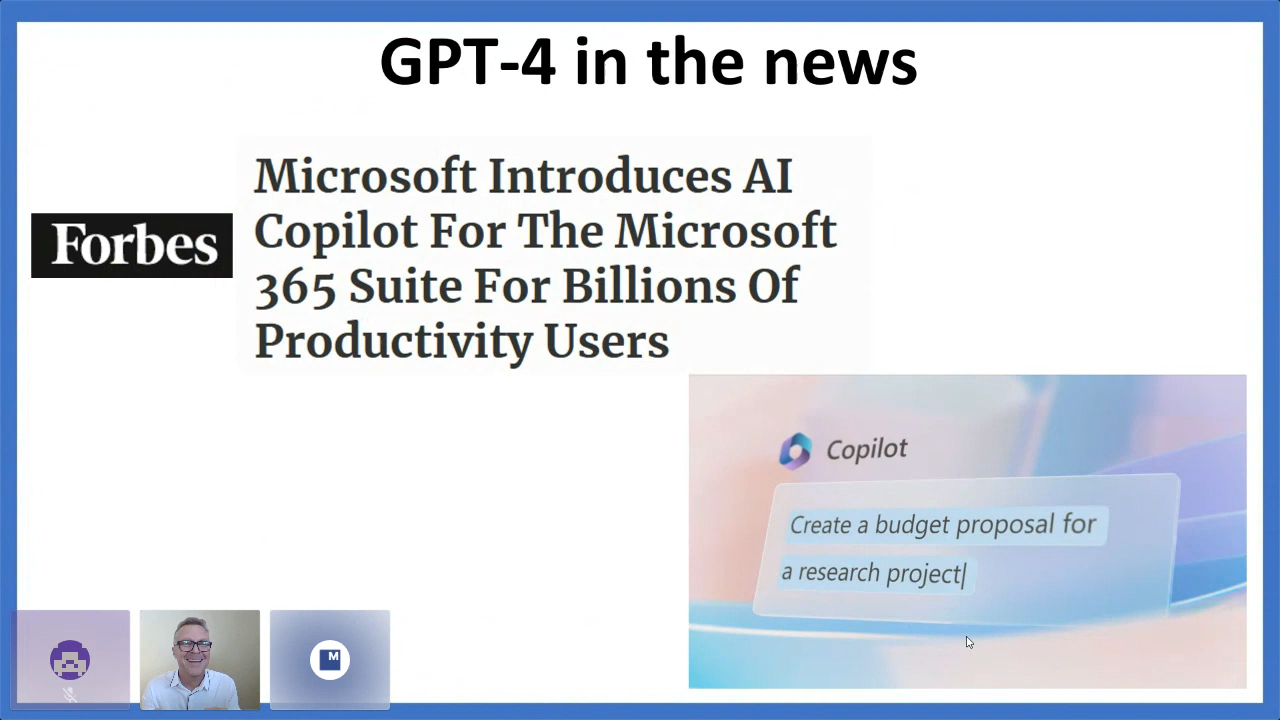 GPT-4 in the news
Forbes
Microsoft Introduces AI
Copilot For The Microsoft
365 Suite For Billions Of
Productivity Users
Copilot
Create a budget proposal for
a research project
M